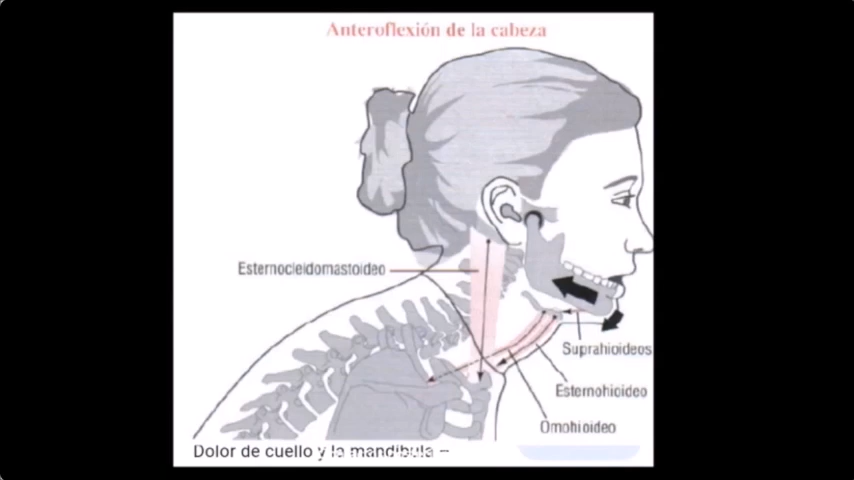 Anteroflexión de la cabeza
Esternocleidomastoideo
Suprahioideos
Esternohioideo
Omohioideo
Dolor de cuello y la mandíbula –